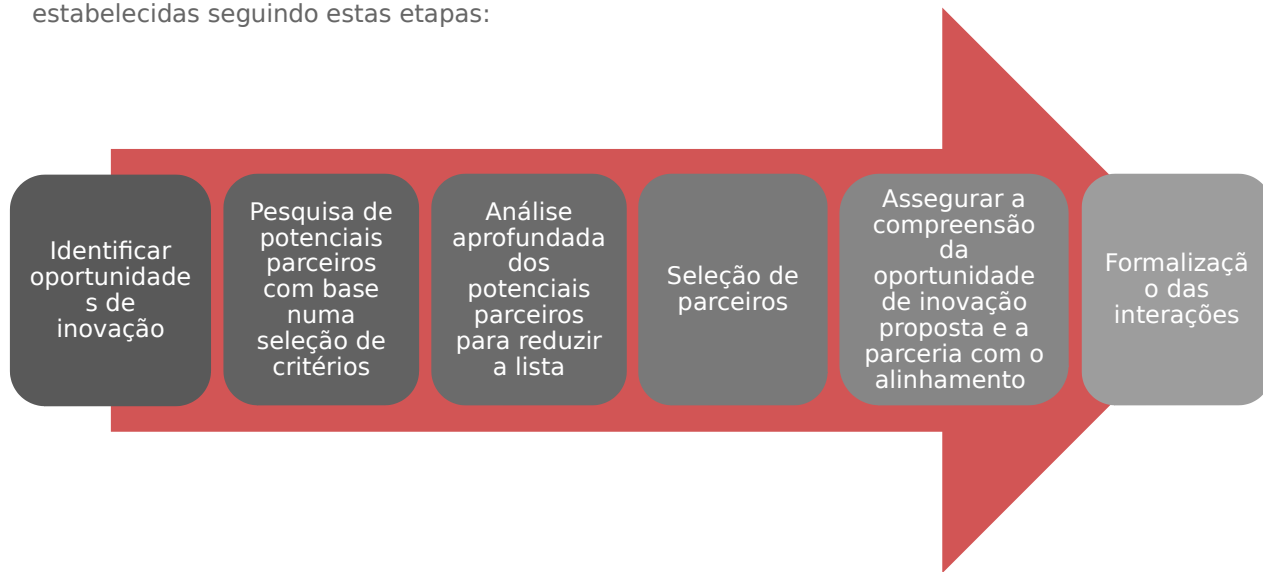 estabelecidas seguindo estas etapas:
Identificar
oportunidade
s de
inovação
Pesquisa de
potenciais
parceiros
com base
numa
seleção de
critérios
Análise
aprofundada
dos
potenciais
parceiros
para reduzir
a lista
Seleção de
parceiros
Assegurar a
compreensão
da
oportunidade
de inovação
proposta e a
parceria com o
alinhamento
Formalizaçã
o das
interações